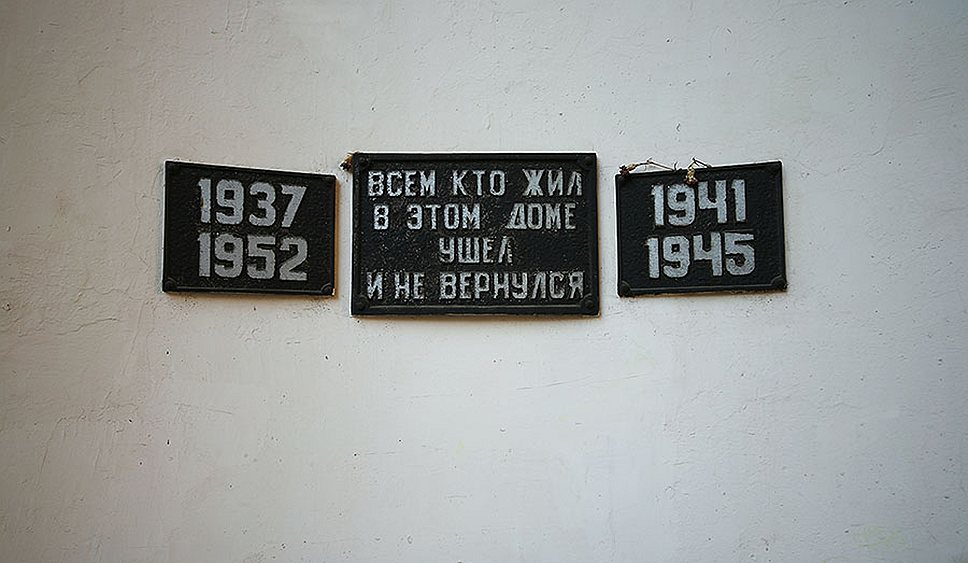 1937
1952
ВСЕМ КТО ЖИЛ
В ЭТОМ ДОМЕ
УШЕЛ
И НЕ ВЕРНУЛСЯ
1941
1945